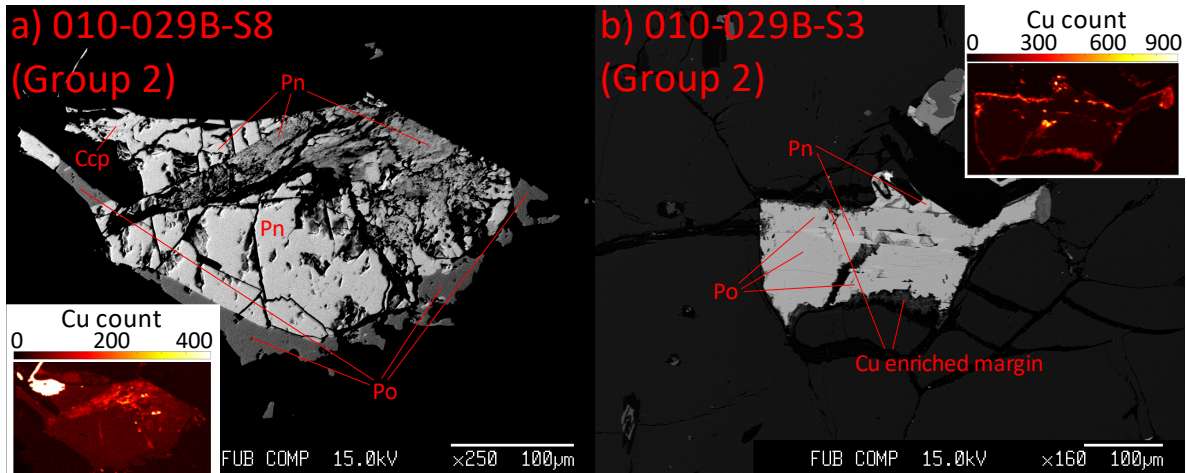 a) 010-029B-S8
(Group 2)
Pn
Ccp
Pn
Po
Cu count
0 200 400
FUB COMP 15.0kV ×250 100µm
b) 010-029B-S3
(Group 2)
Cu count
0 300 600 900
Pn
Po
Cu enriched margin
FUB COMP 15.0kV ×160 100µm